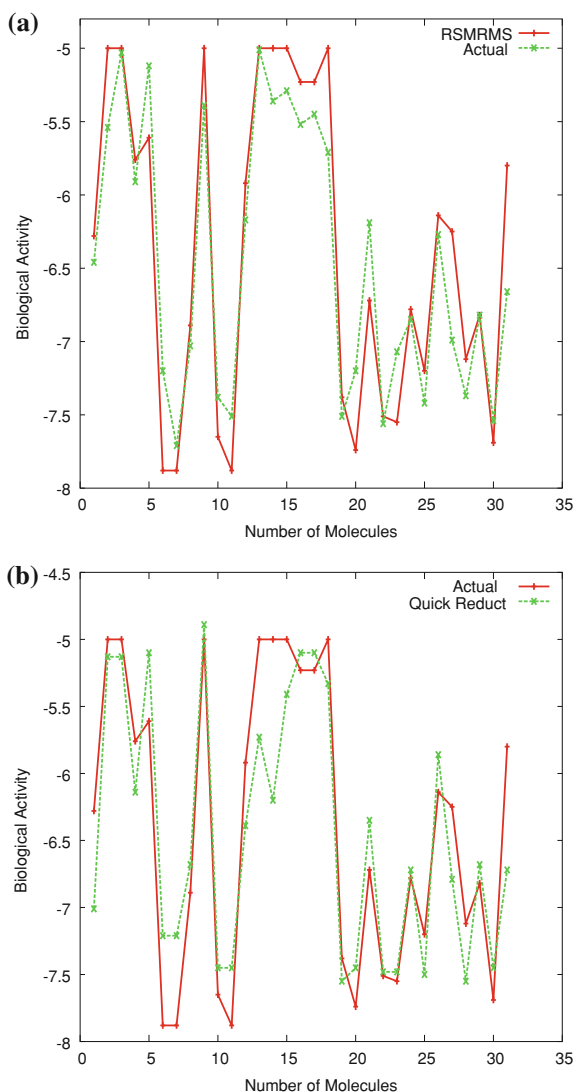 (a)
RSMRMS
Actual
-5
-5.5
-6
-6.5
-7
-7.5
-8
Biological Activity
0 5 10 15 20 25 30 35
Number of Molecules
(b)
Actual
Quick Reduct
-4.5
-5
-5.5
-6
-6.5
-7
-7.5
-8
Biological Activity
0 5 10 15 20 25 30 35
Number of Molecules